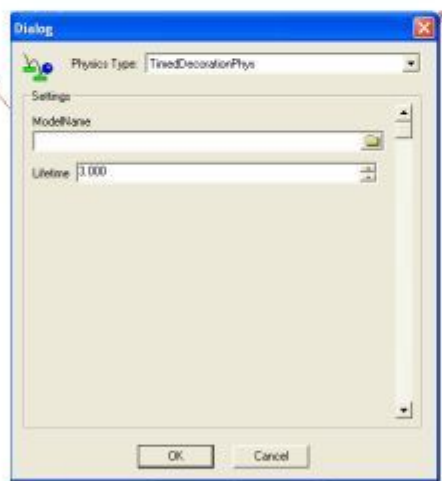 Dialog
Physics Type: TimedDecorationPhys
Settings
ModelName
Lifetime 3.000
OK Cancel